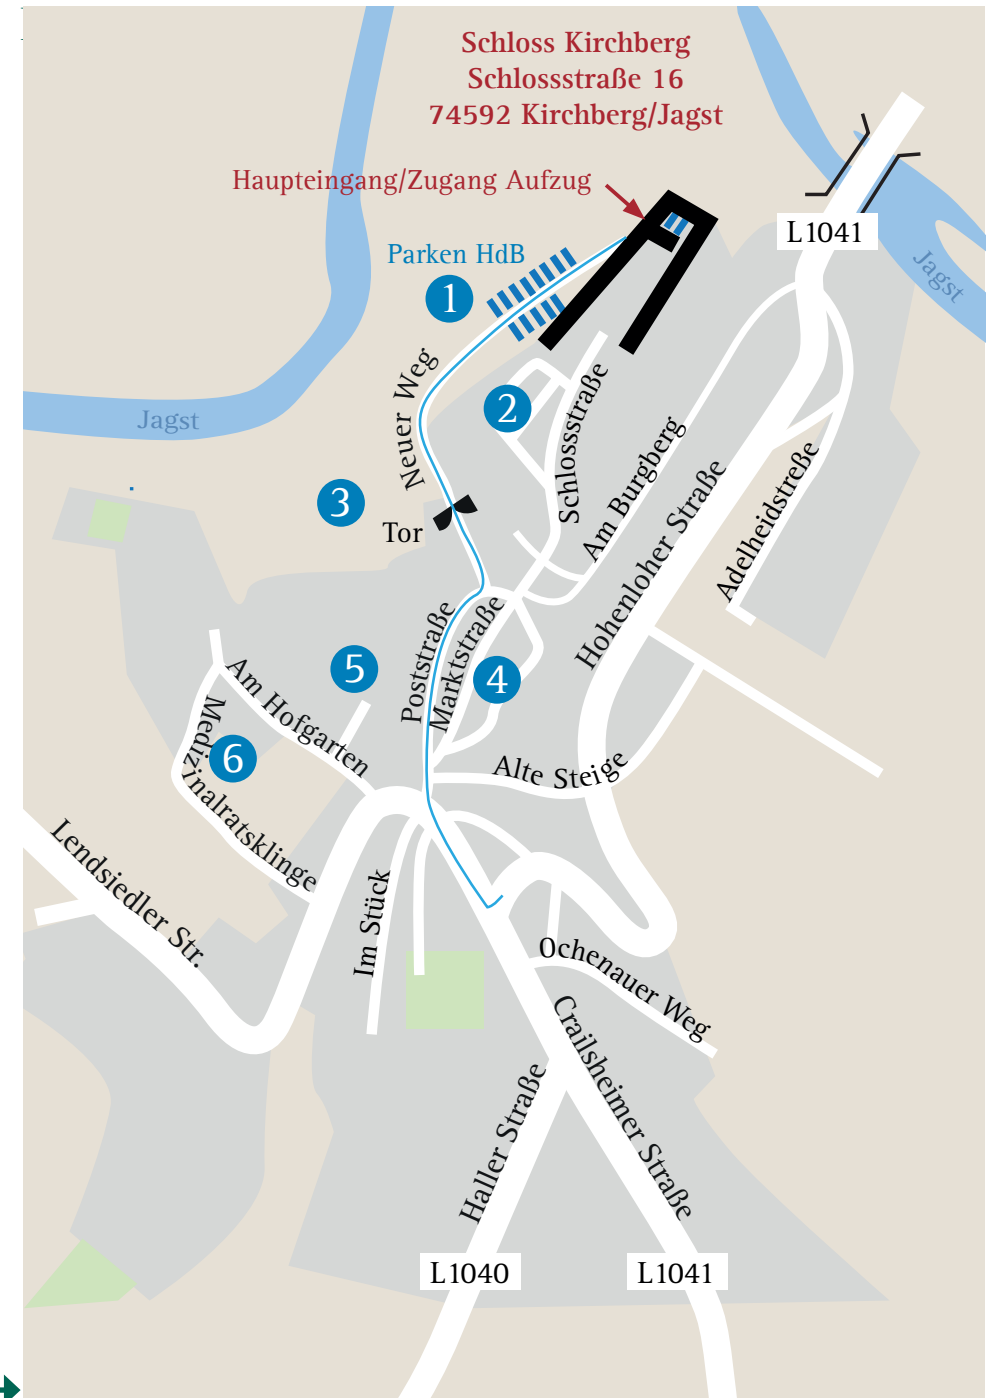 Schloss Kirchberg
Schlossstraße 16
74592 Kirchberg/Jagst
Haupteingang/Zugang Aufzug
L1041
Parken HdB
1
Jagst
Neuer Weg
2
Jagst
Schlossstraße
Am Burgberg
Hohenloher Straße
Adelheidstreße
3
Tor
Poststraße
Marktstraße
4
5
Am Hofgarten
6
Medizinalratsklinge
Alte Steige
Lendsiedler Str.
Im Stück
Ochenauer Weg
Crailsheimer Straße
Haller Straße
L1040
L1041